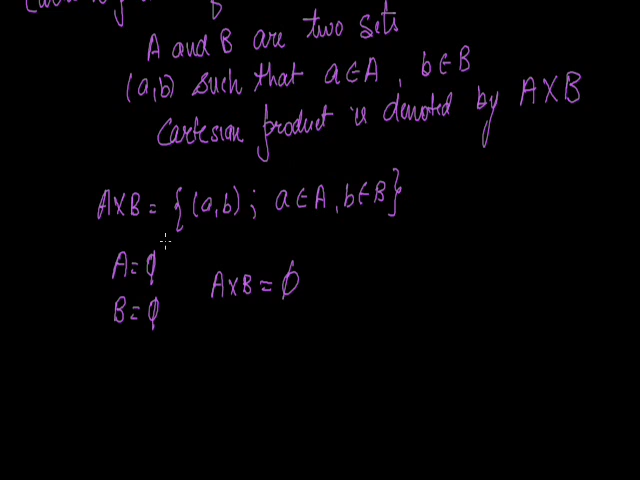 A and B are two sets
(a,b) such that a∈A, b∈B
Cartesian product is denoted by A×B
A×B = {(a,b) ; a∈A, b∈B}
A = ∅
A×B = ∅
B = ∅